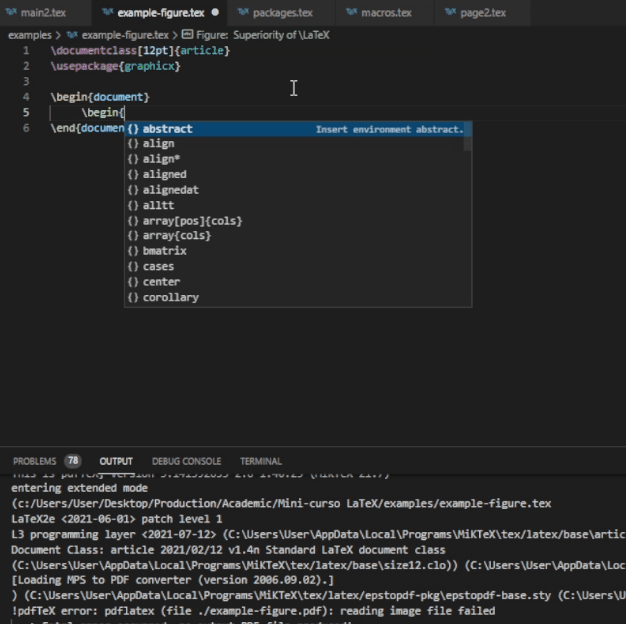 main2.tex example-figure.tex packages.tex macros.tex page2.tex
examples > example-figure.tex > Figure: Superiority of \LaTeX
1 \documentclass[12pt]{article}
2 \usepackage{graphicx}
3
4 \begin{document}
5 \begin{
6 \end{documen
{} abstract Insert environment abstract.
{} align
{} align*
{} aligned
{} alignedat
{} alltt
{} array[pos]{cols}
{} array{cols}
{} bmatrix
{} cases
{} center
{} corollary
PROBLEMS 78 OUTPUT DEBUG CONSOLE TERMINAL
entering extended mode
(c:/Users/User/Desktop/Production/Academic/Mini-curso LaTeX/examples/example-figure.tex
LaTeX2e <2021-06-01> patch level 1
L3 programming layer <2021-07-12> (C:\Users\User\AppData\Local\Programs\MiKTeX\tex/latex/base\artic
Document Class: article 2021/02/12 v1.4n Standard LaTeX document class
(C:\Users\User\AppData\Local\Programs\MiKTeX\tex/latex/base\size12.clo)) (C:\Users\User\AppData\Loc
[Loading MPS to PDF converter (version 2006.09.02).]
) (C:\Users\User\AppData\Local\Programs\MiKTeX\tex/latex/epstopdf-pkg\epstopdf-base.sty (C:\Users\U
!pdfTeX error: pdflatex (file ./example-figure.pdf): reading image file failed